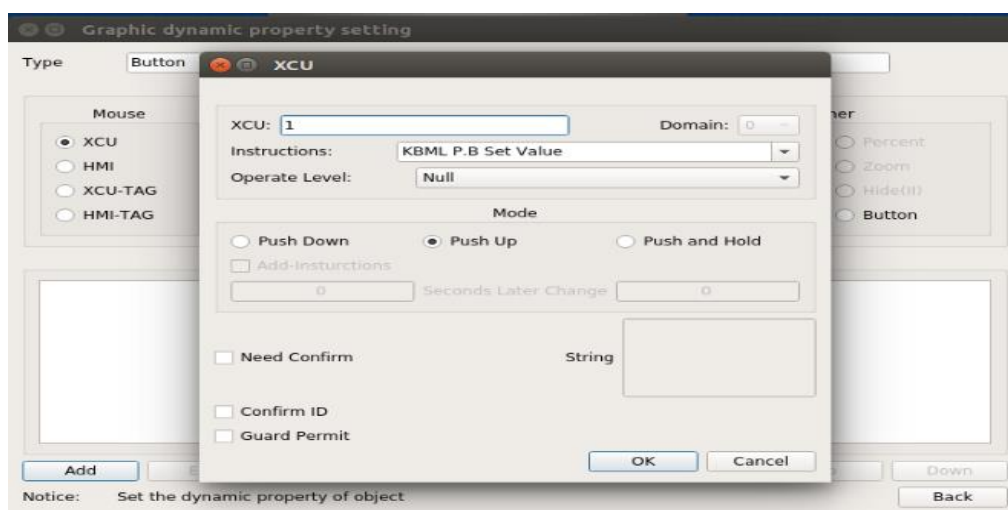 Graphic dynamic property setting
Type Button
XCU
Mouse
XCU
HMI
XCU-TAG
HMI-TAG
XCU: 1 Domain: 0
Instructions: KBML P.B Set Value
Operate Level: Null
Mode
Push Down Push Up Push and Hold
Add-Insturctions
0 Seconds Later Change 0
Need Confirm String
Confirm ID
Guard Permit
OK Cancel
Percent
Zoom
Hide(II)
Button
Add Down
Notice: Set the dynamic property of object Back